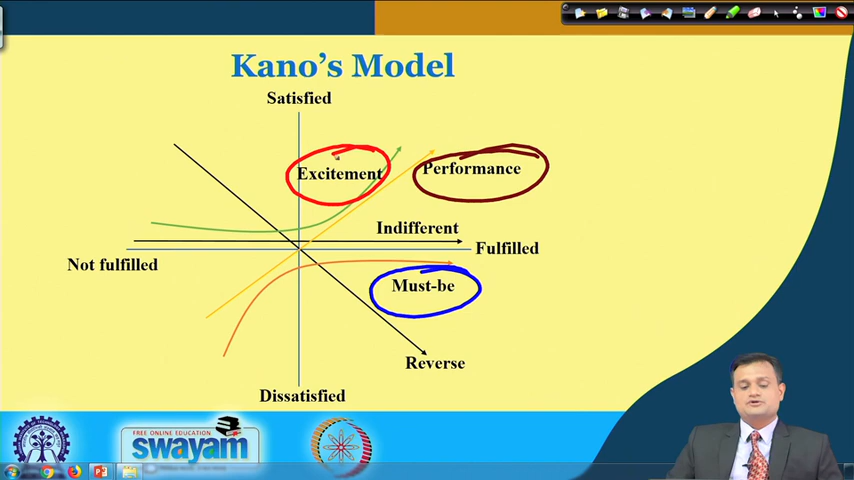 Kano's Model
Satisfied
Excitement
Performance
Indifferent
Fulfilled
Not fulfilled
Must-be
Reverse
Dissatisfied
FREE ONLINE EDUCATION
swayam